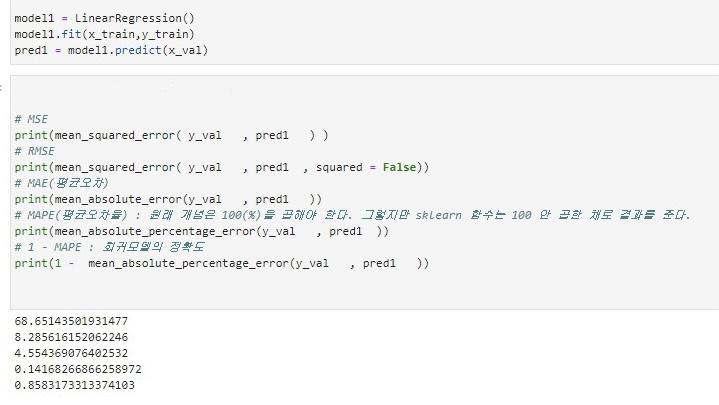 model1 = LinearRegression()
model1.fit(x_train,y_train)
pred1 = model1.predict(x_val)
# MSE
print(mean_squared_error( y_val   , pred1   ) )
# RMSE
print(mean_squared_error( y_val   , pred1  , squared = False))
# MAE(평균오차)
print(mean_absolute_error(y_val   , pred1   ))
# MAPE(평균오차율) : 원래 개념은 100(%)을 곱해야 한다. 그렇지만 sklearn 함수는 100 안 곱한 채로 결과를 준다.
print(mean_absolute_percentage_error(y_val   , pred1  ))
# 1 - MAPE : 회귀모델의 정확도
print(1 -  mean_absolute_percentage_error(y_val   , pred1   ))
68.65143501931477
8.285616152062246
4.554369076402532
0.14168266866258972
0.8583173313374103